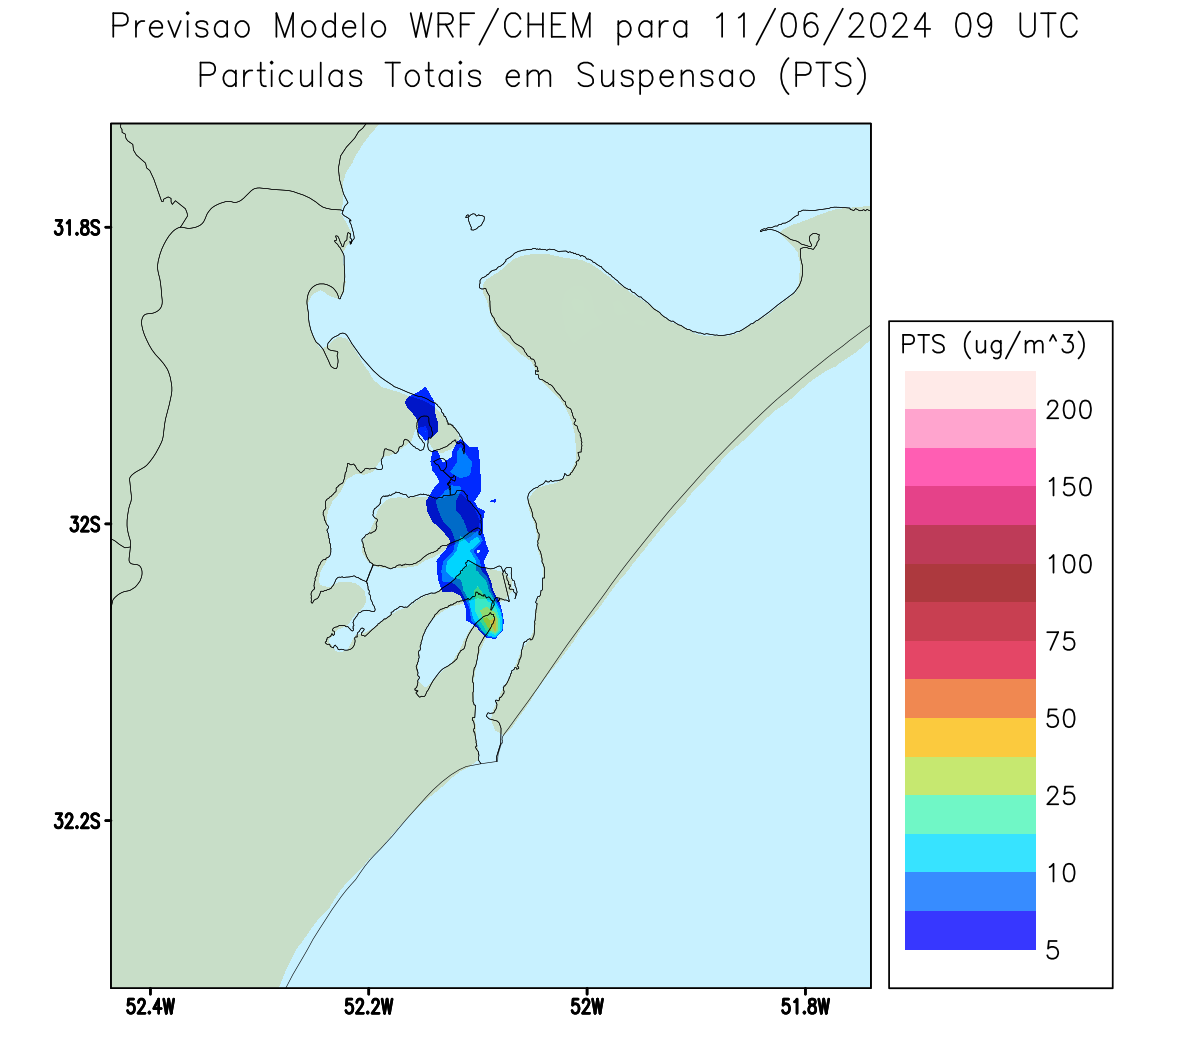 Previsao Modelo WRF/CHEM para 11/06/2024 09 UTC
Particulas Totais em Suspensao (PTS)
31.8S
32S
32.2S
52.4W 52.2W 52W 51.8W
PTS (ug/m^3)
200
150
100
75
50
25
10
5